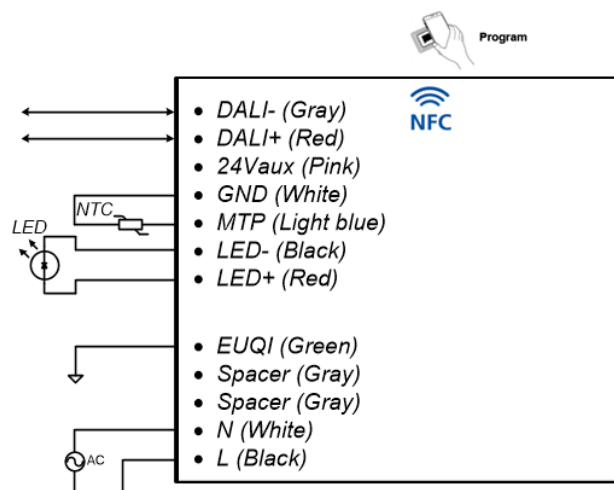 Program
NFC
• DALI- (Gray)
• DALI+ (Red)
• 24Vaux (Pink)
• GND (White)
NTC
• MTP (Light blue)
LED
• LED- (Black)
• LED+ (Red)
• EUQI (Green)
• Spacer (Gray)
• Spacer (Gray)
• N (White)
AC
• L (Black)